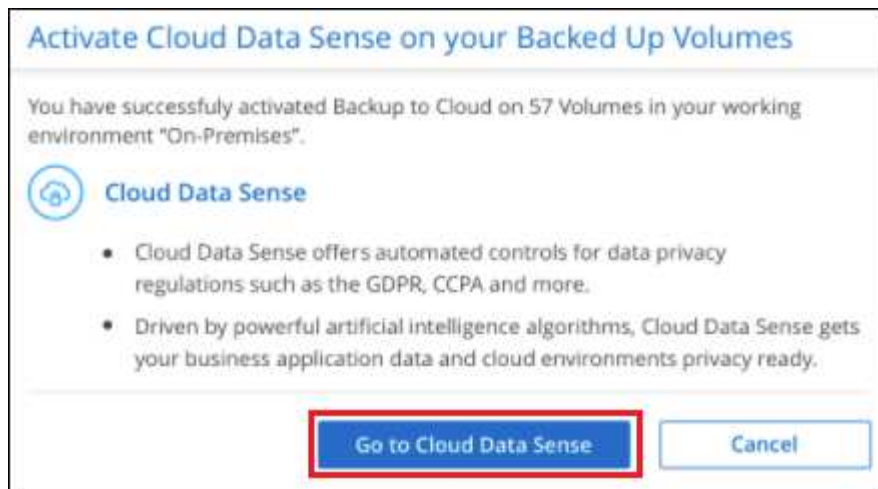 Activate Cloud Data Sense on your Backed Up Volumes
You have successfuly activated Backup to Cloud on 57 Volumes in your working
environment "On-Premises".
Cloud Data Sense
• Cloud Data Sense offers automated controls for data privacy
regulations such as the GDPR, CCPA and more.
• Driven by powerful artificial intelligence algorithms, Cloud Data Sense gets
your business application data and cloud environments privacy ready.
Go to Cloud Data Sense
Cancel